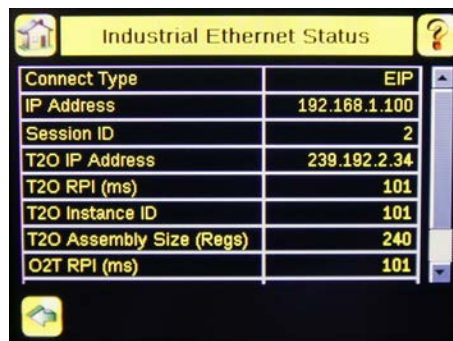 Industrial Ethernet Status
?
Connect Type EIP
IP Address 192.168.1.100
Session ID 2
T2O IP Address 239.192.2.34
T2O RPI (ms) 101
T2O Instance ID 101
T2O Assembly Size (Regs) 240
O2T RPI (ms) 101